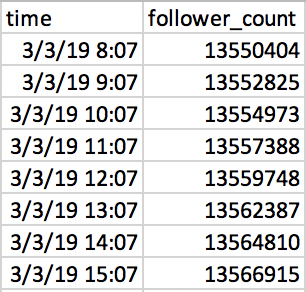 time follower_count
3/3/19 8:07 13550404
3/3/19 9:07 13552825
3/3/19 10:07 13554973
3/3/19 11:07 13557388
3/3/19 12:07 13559748
3/3/19 13:07 13562387
3/3/19 14:07 13564810
3/3/19 15:07 13566915